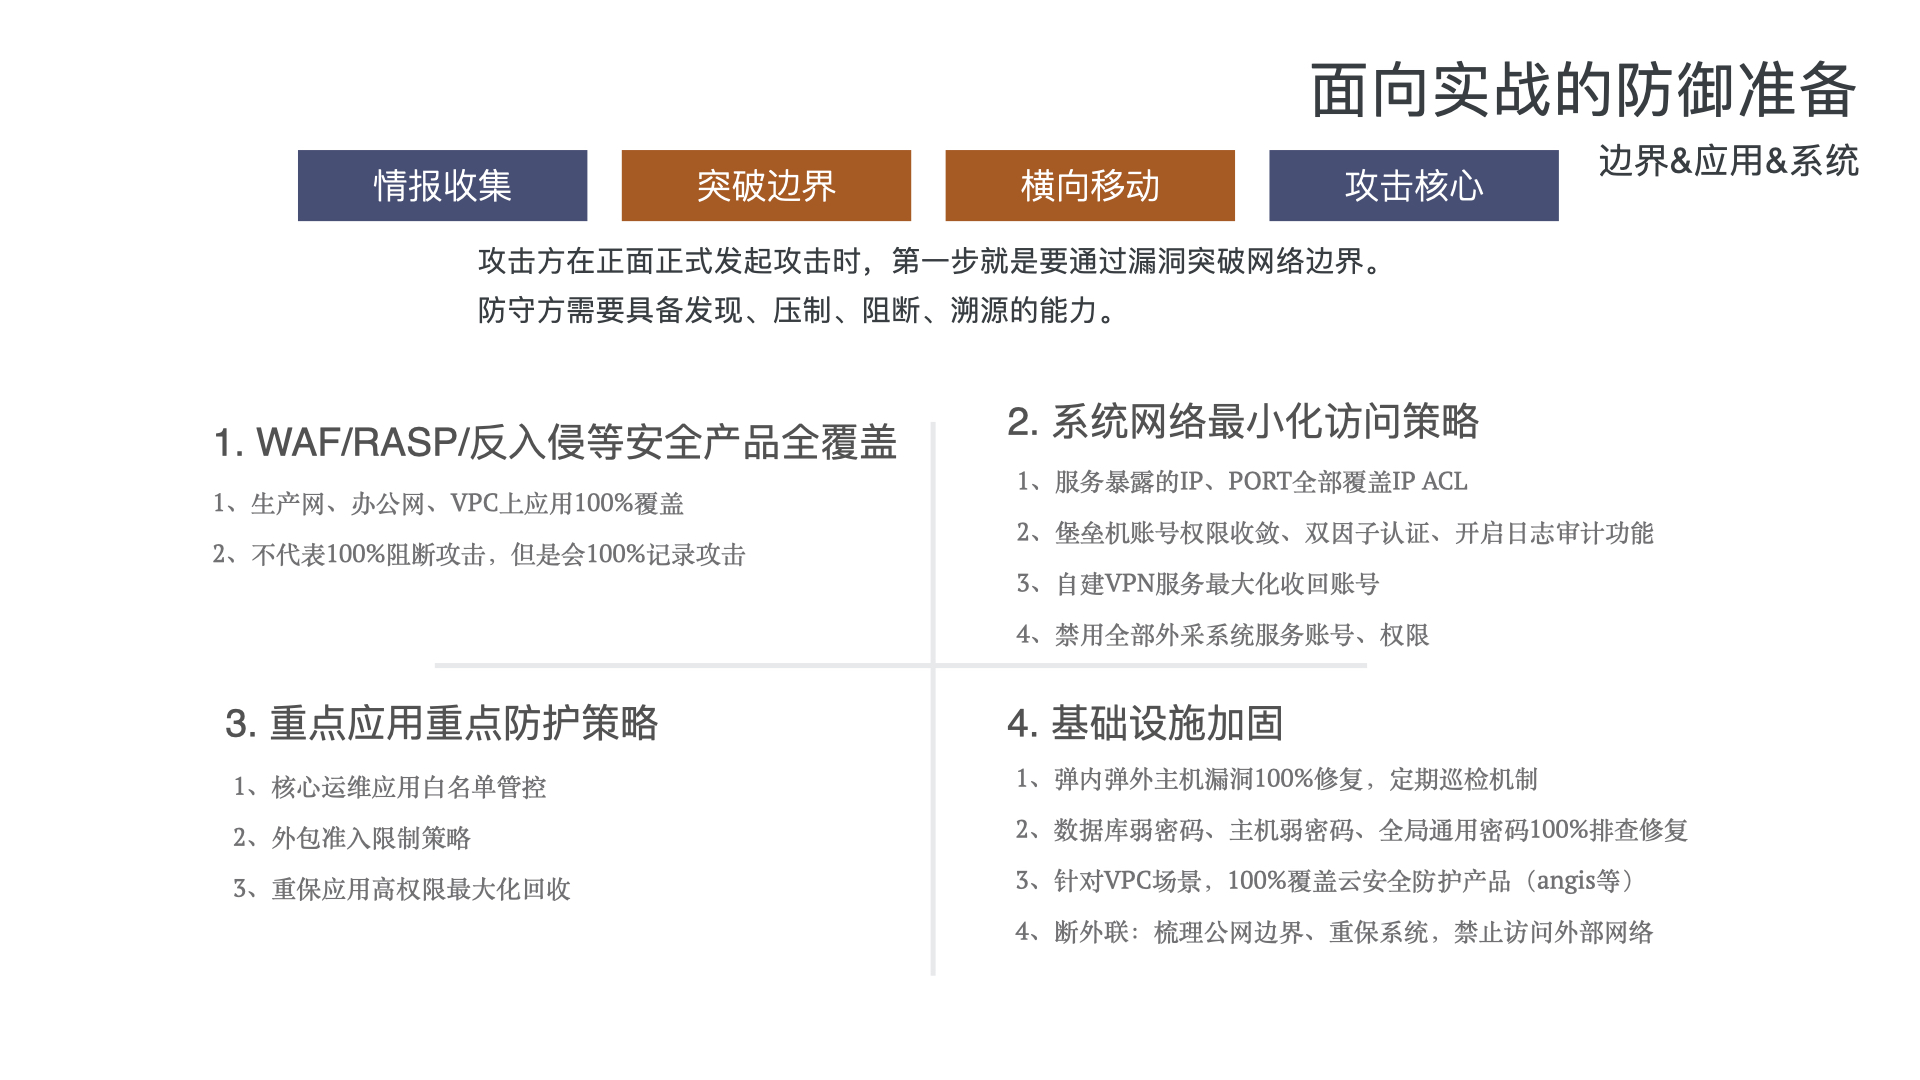 面向实战的防御准备
边界&应用&系统
情报收集
突破边界
横向移动
攻击核心
攻击方在正面正式发起攻击时，第一步就是要通过漏洞突破网络边界。
防守方需要具备发现、压制、阻断、溯源的能力。
1. WAF/RASP/反入侵等安全产品全覆盖
1、生产网、办公网、VPC上应用100%覆盖
2、不代表100%阻断攻击，但是会100%记录攻击
2. 系统网络最小化访问策略
1、服务暴露的IP、PORT全部覆盖IP ACL
2、堡垒机账号权限收敛、双因子认证、开启日志审计功能
3、自建VPN服务最大化收回账号
4、禁用全部外采系统服务账号、权限
3. 重点应用重点防护策略
1、核心运维应用白名单管控
2、外包准入限制策略
3、重保应用高权限最大化回收
4. 基础设施加固
1、弹内弹外主机漏洞100%修复，定期巡检机制
2、数据库弱密码、主机弱密码、全局通用密码100%排查修复
3、针对VPC场景，100%覆盖云安全防护产品（angis等）
4、断外联：梳理公网边界、重保系统，禁止访问外部网络